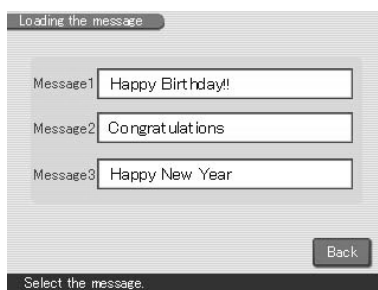 Loading the message
Message1 Happy Birthday!!
Message2 Congratulations
Message3 Happy New Year
Back
Select the message.